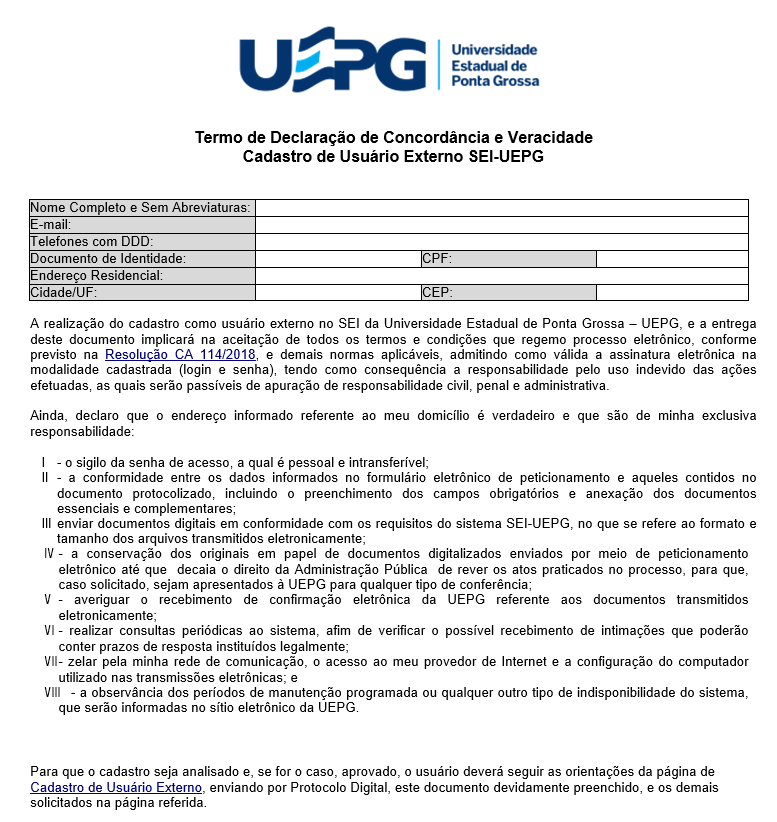 UEPG
Universidade
Estadual de
Ponta Grossa
Termo de Declaração de Concordância e Veracidade
Cadastro de Usuário Externo SEI-UEPG
Nome Completo e Sem Abreviaturas:
E-mail:
Telefones com DDD:
Documento de Identidade: CPF:
Endereço Residencial:
Cidade/UF: CEP:
A realização do cadastro como usuário externo no SEI da Universidade Estadual de Ponta Grossa – UEPG, e a entrega
deste documento implicará na aceitação de todos os termos e condições que regemo processo eletrônico, conforme
previsto na Resolução CA 114/2018, e demais normas aplicáveis, admitindo como válida a assinatura eletrônica na
modalidade cadastrada (login e senha), tendo como consequência a responsabilidade pelo uso indevido das ações
efetuadas, as quais serão passíveis de apuração de responsabilidade civil, penal e administrativa.
Ainda, declaro que o endereço informado referente ao meu domicílio é verdadeiro e que são de minha exclusiva
responsabilidade:
I - o sigilo da senha de acesso, a qual é pessoal e intransferível;
II - a conformidade entre os dados informados no formulário eletrônico de peticionamento e aqueles contidos no
documento protocolizado, incluindo o preenchimento dos campos obrigatórios e anexação dos documentos
essenciais e complementares;
III enviar documentos digitais em conformidade com os requisitos do sistema SEI-UEPG, no que se refere ao formato e
tamanho dos arquivos transmitidos eletronicamente;
IV - a conservação dos originais em papel de documentos digitalizados enviados por meio de peticionamento
eletrônico até que decaia o direito da Administração Pública de rever os atos praticados no processo, para que,
caso solicitado, sejam apresentados à UEPG para qualquer tipo de conferência;
V - averiguar o recebimento de confirmação eletrônica da UEPG referente aos documentos transmitidos
eletronicamente;
VI - realizar consultas periódicas ao sistema, afim de verificar o possível recebimento de intimações que poderão
conter prazos de resposta instituídos legalmente;
VII - zelar pela minha rede de comunicação, o acesso ao meu provedor de Internet e a configuração do computador
utilizado nas transmissões eletrônicas; e
VIII - a observância dos períodos de manutenção programada ou qualquer outro tipo de indisponibilidade do sistema,
que serão informadas no sítio eletrônico da UEPG.
Para que o cadastro seja analisado e, se for o caso, aprovado, o usuário deverá seguir as orientações da página de
Cadastro de Usuário Externo, enviando por Protocolo Digital, este documento devidamente preenchido, e os demais
solicitados na página referida.